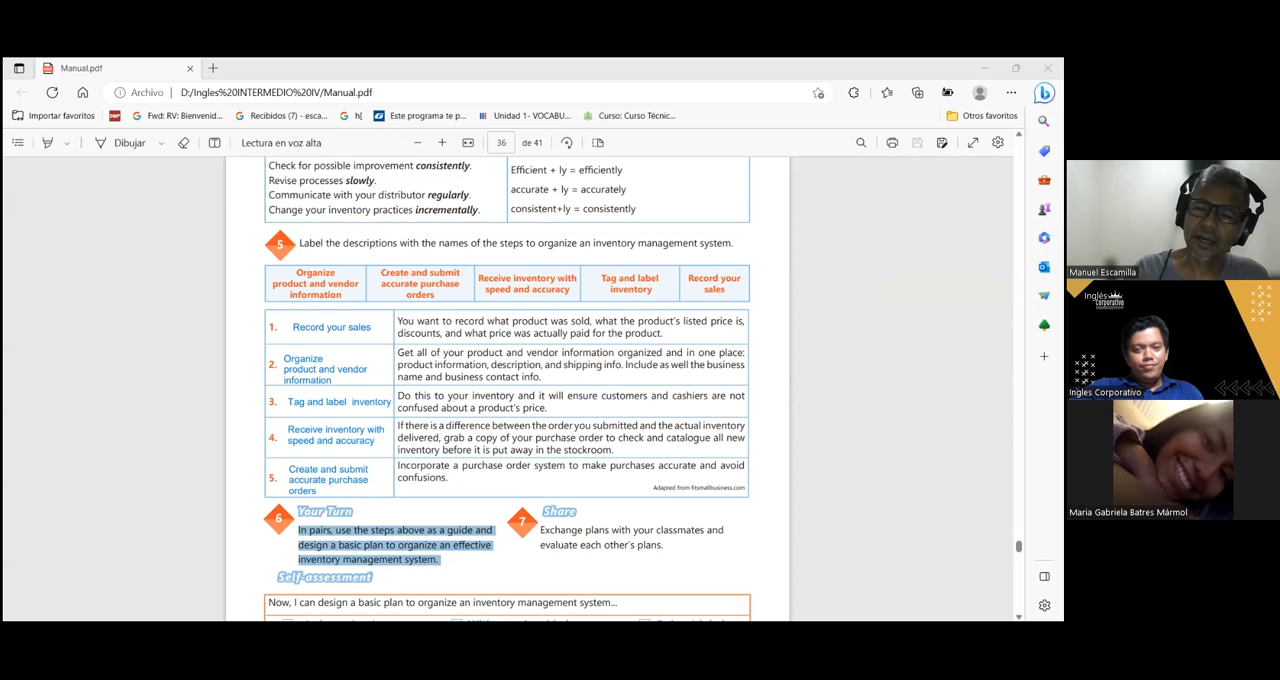 Manual.pdf
Archivo D:/Ingles%20INTERMEDIO%20IV/Manual.pdf
Importar favoritos Fwd: RV: Bienvenid... Recibidos (7) - esca... h[ Este programa te p... Unidad 1- VOCABU... Curso: Curso Técnic... Otros favoritos
Dibujar Lectura en voz alta 36 de 41
Check for possible improvement consistently.
Revise processes slowly.
Communicate with your distributor regularly.
Change your inventory practices incrementally.
Efficient + ly = efficiently
accurate + ly = accurately
consistent+ly = consistently
5 Label the descriptions with the names of the steps to organize an inventory management system.
Organize
product and vendor
information
Create and submit
accurate purchase
orders
Receive inventory with
speed and accuracy
Tag and label
inventory
Record your
sales
1. Record your sales
You want to record what product was sold, what the product's listed price is,
discounts, and what price was actually paid for the product.
2. Organize
product and vendor
information
Get all of your product and vendor information organized and in one place:
product information, description, and shipping info. Include as well the business
name and business contact info.
3. Tag and label inventory
Do this to your inventory and it will ensure customers and cashiers are not
confused about a product's price.
4. Receive inventory with
speed and accuracy
If there is a difference between the order you submitted and the actual inventory
delivered, grab a copy of your purchase order to check and catalogue all new
inventory before it is put away in the stockroom.
5. Create and submit
accurate purchase
orders
Incorporate a purchase order system to make purchases accurate and avoid
confusions.
Adapted from fitsmallbusiness.com
6 Your Turn
In pairs, use the steps above as a guide and
design a basic plan to organize an effective
inventory management system.
7 Share
Exchange plans with your classmates and
evaluate each other's plans.
Self-assessment
Now, I can design a basic plan to organize an inventory management system...
Manuel Escamilla
Inglés
Corporativo
Ingles Corporativo
Maria Gabriela Batres Mármol